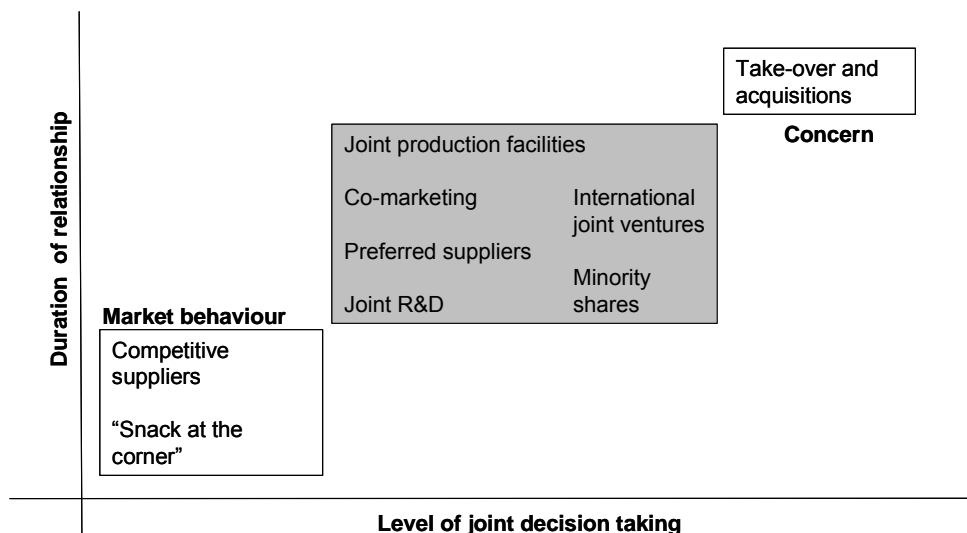 Take-over and
acquisitions
Concern
Duration of relationship
Joint production facilities
Co-marketing
International
joint ventures
Preferred suppliers
Minority
shares
Joint R&D
Market behaviour
Competitive
suppliers
“Snack at the
corner”
Level of joint decision taking